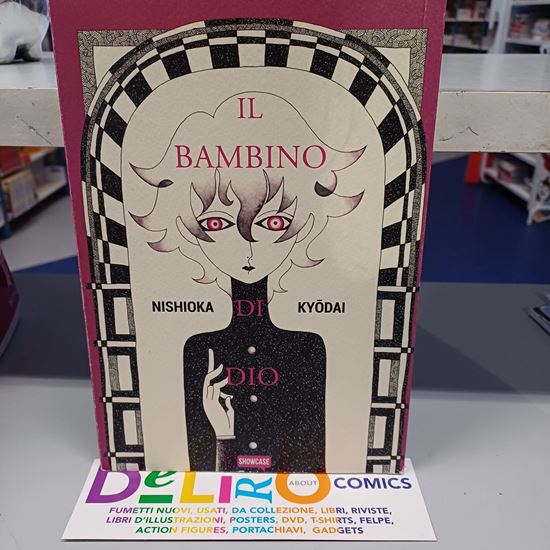 IL
BAMBINO
NISHIOKA
DI
KYŌDAI
DIO
SHOWCASE
DeLiRO
ABOUT
COMICS
FUMETTI NUOVI, USATI, DA COLLEZIONE, LIBRI, RIVISTE,
LIBRI D'ILLUSTRAZIONI, POSTERS, DVD, T-SHIRTS, FELPE,
ACTION FIGURES, PORTACHIAVI, GADGETS